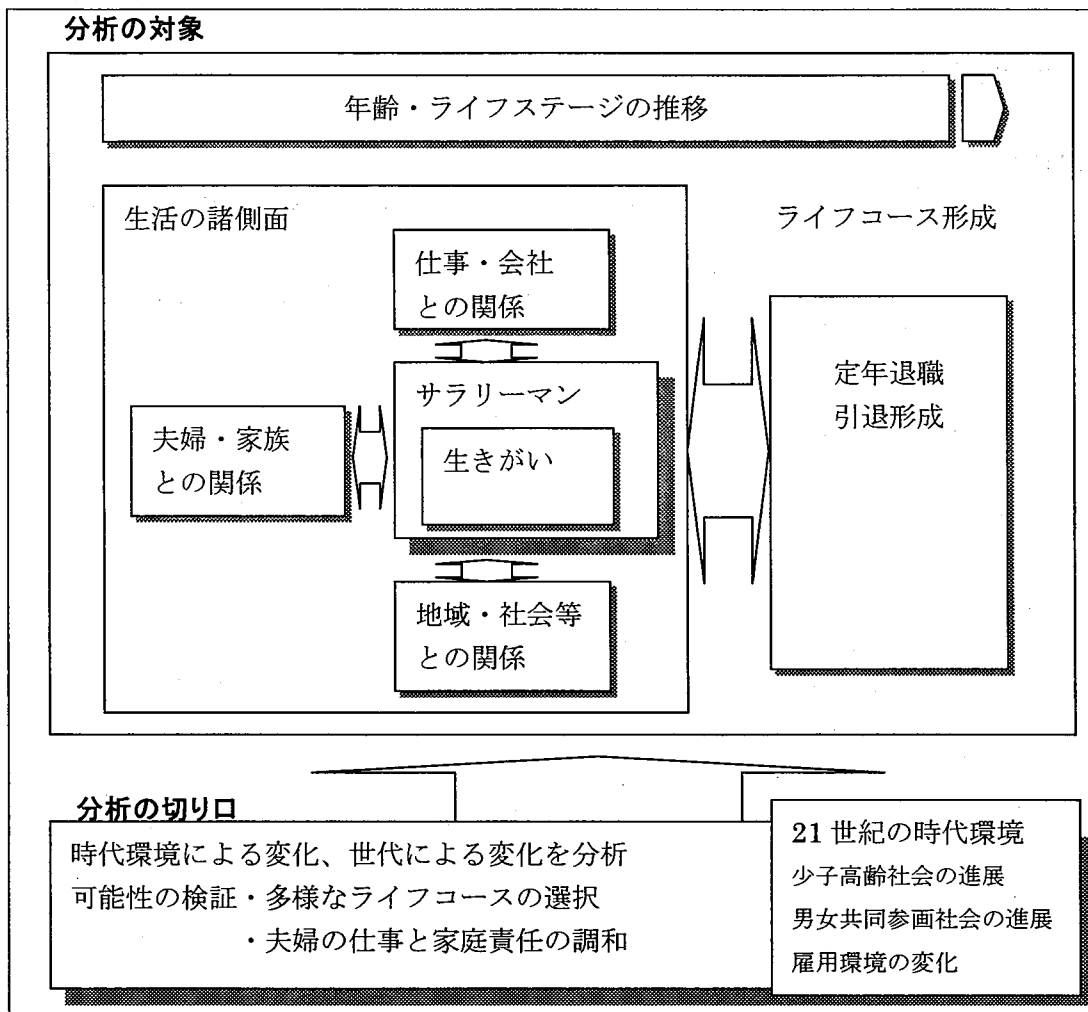 分析の対象
年齢・ライフステージの推移
生活の諸側面
ライフコース形成
仕事・会社
との関係
サラリーマン
生きがい
夫婦・家族
との関係
地域・社会等
との関係
定年退職
引退形成
分析の切り口
時代環境による変化、世代による変化を分析
可能性の検証・多様なライフコースの選択
・夫婦の仕事と家庭責任の調和
21世紀の時代環境
少子高齢社会の進展
男女共同参画社会の進展
雇用環境の変化